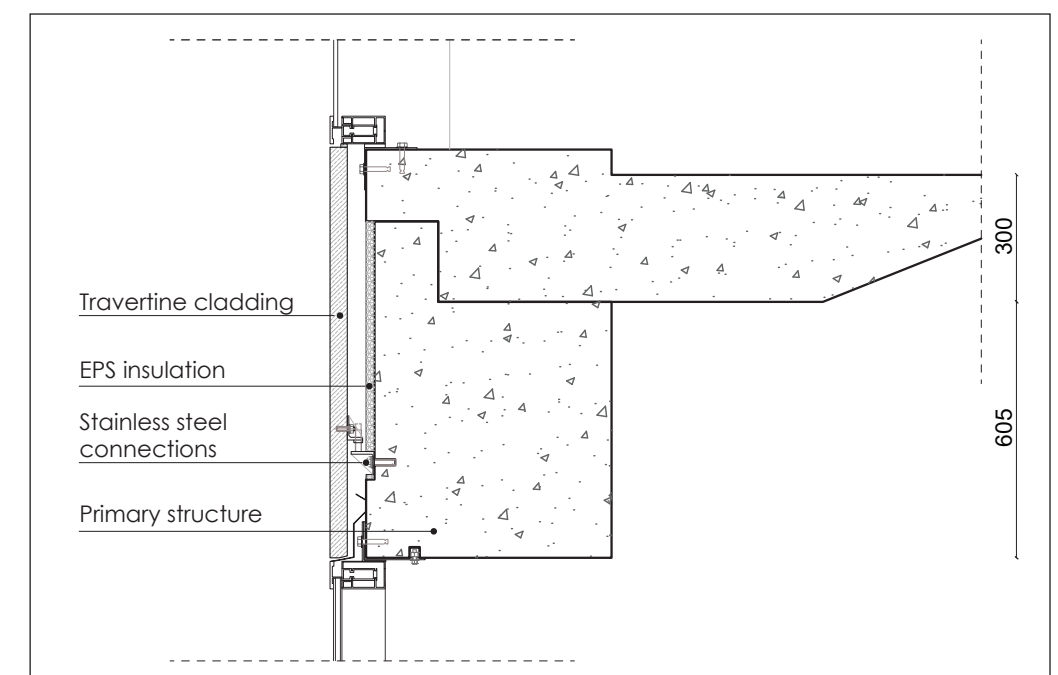 Travertine cladding
EPS insulation
Stainless steel
connections
Primary structure
300
605